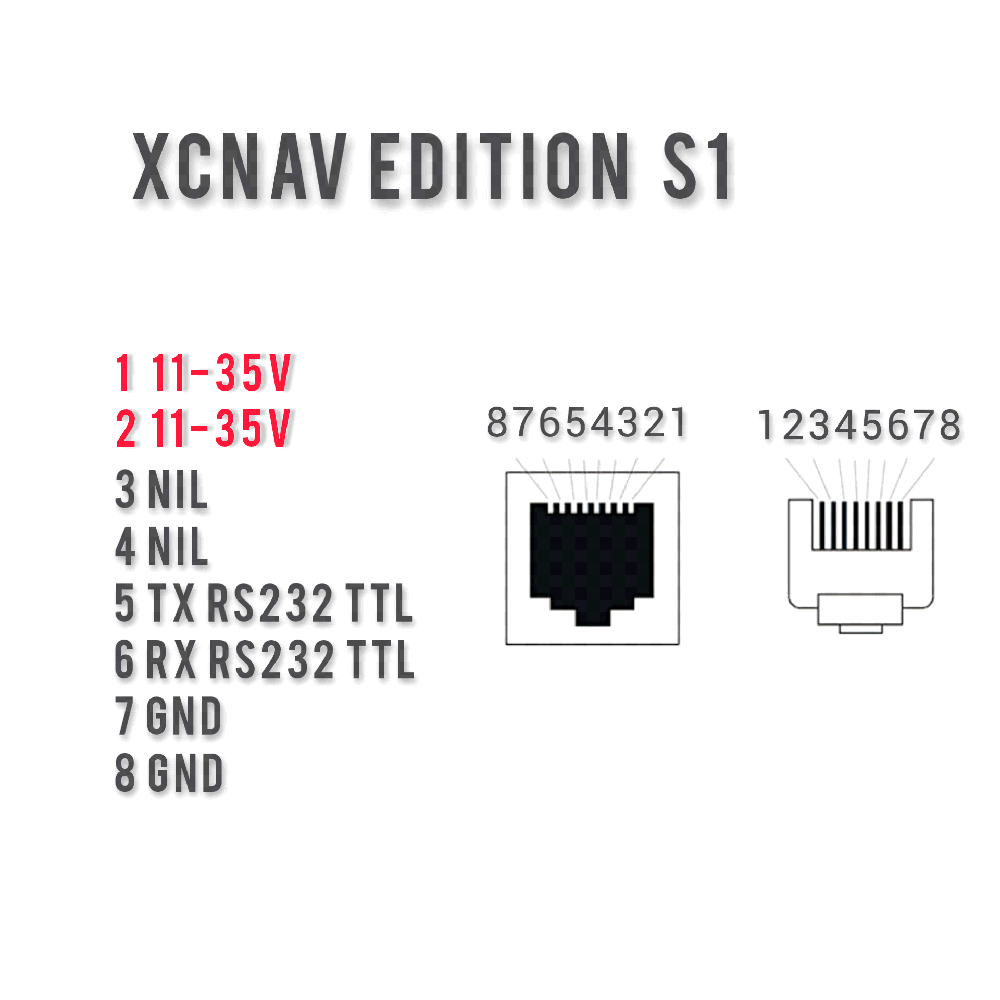 XCNAV EDITION S1
1 11-35V
2 11-35V
3 NIL
4 NIL
5 TX RS232 TTL
6 RX RS232 TTL
7 GND
8 GND
87654321
12345678